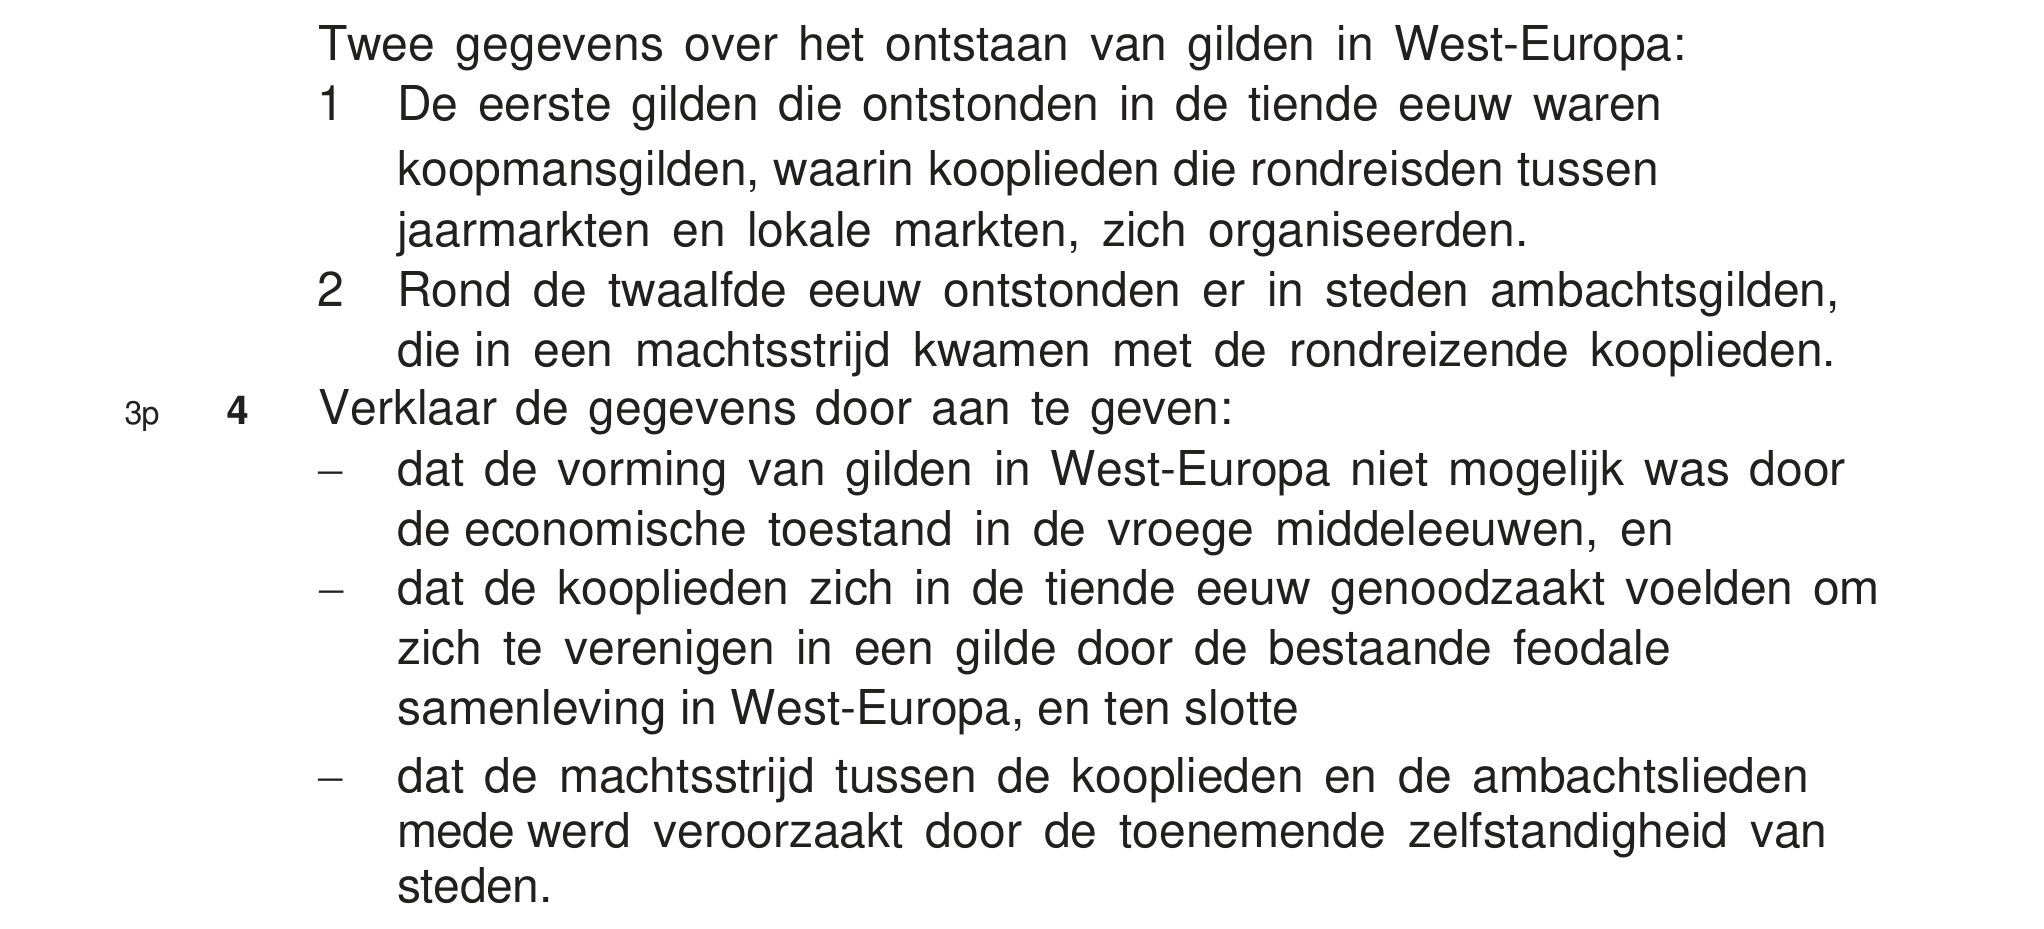 Twee gegevens over het ontstaan van gilden in West-Europa:
1 De eerste gilden die ontstonden in de tiende eeuw waren
koopmansgilden, waarin kooplieden die rondreisden tussen
jaarmarkten en lokale markten, zich organiseerden.
2 Rond de twaalfde eeuw ontstonden er in steden ambachtsgilden,
die in een machtsstrijd kwamen met de rondreizende kooplieden.
3p 4 Verklaar de gegevens door aan te geven:
– dat de vorming van gilden in West-Europa niet mogelijk was door
de economische toestand in de vroege middeleeuwen, en
– dat de kooplieden zich in de tiende eeuw genoodzaakt voelden om
zich te verenigen in een gilde door de bestaande feodale
samenleving in West-Europa, en ten slotte
– dat de machtsstrijd tussen de kooplieden en de ambachtslieden
mede werd veroorzaakt door de toenemende zelfstandigheid van
steden.